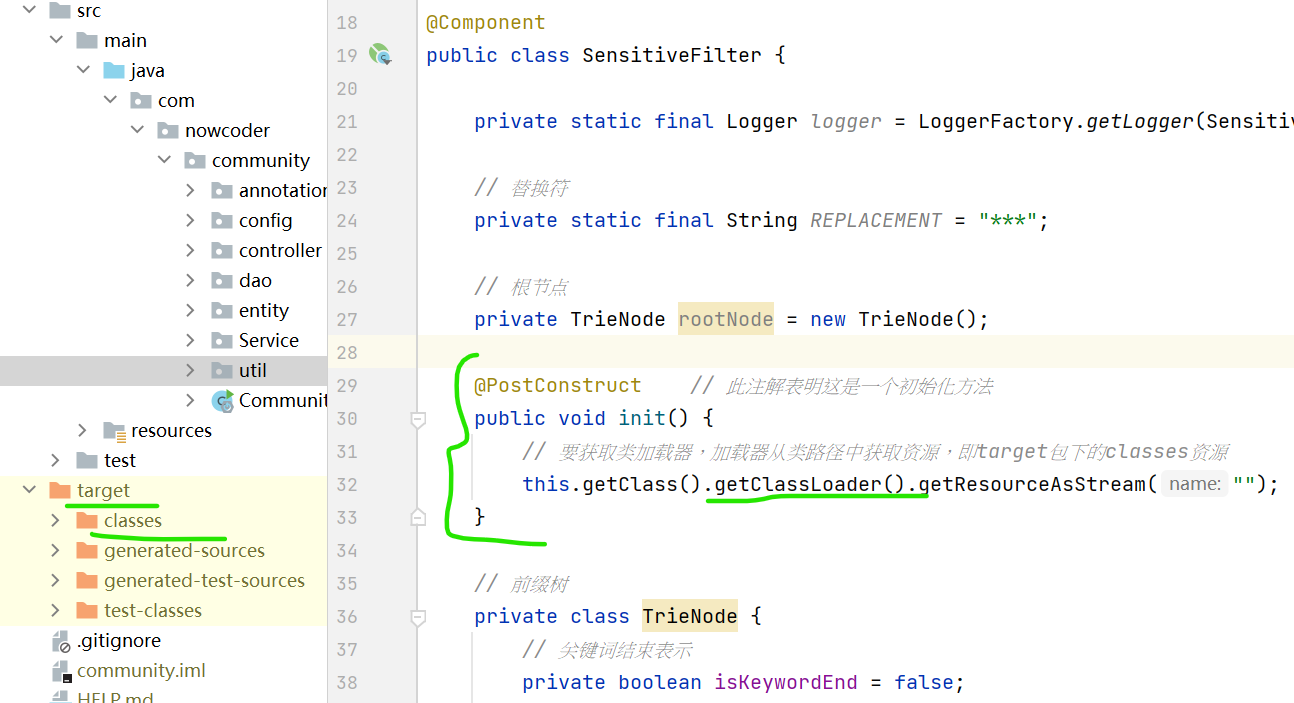 src
main
java
com
nowcoder
community
annotation
config
controller
dao
entity
Service
util
Communit
resources
test
target
classes
generated-sources
generated-test-sources
test-classes
.gitignore
community.iml
HELP.md
18 @Component
19 public class SensitiveFilter {
20
21 private static final Logger logger = LoggerFactory.getLogger(Sensitiv
22
23 // 替换符
24 private static final String REPLACEMENT = "***";
25
26 // 根节点
27 private TrieNode rootNode = new TrieNode();
28
29 @PostConstruct // 此注解表明这是一个初始化方法
30 public void init() {
31 // 要获取类加载器，加载器从类路径中获取资源，即target包下的classes资源
32 this.getClass().getClassLoader().getResourceAsStream( name: "");
33 }
34
35 // 前缀树
36 private class TrieNode {
37 // 关键词结束表示
38 private boolean isKeywordEnd = false;